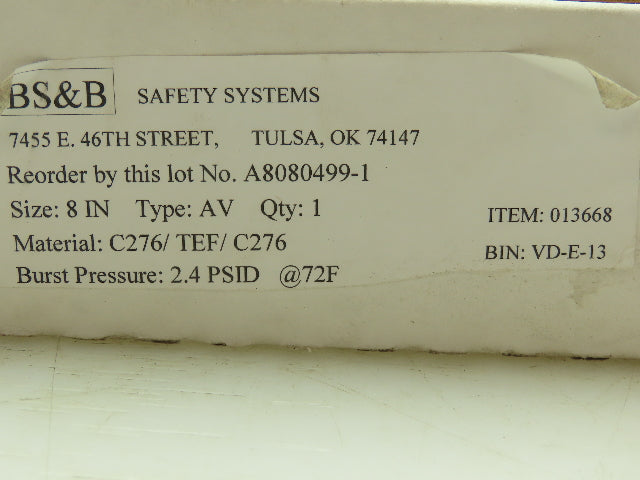 BS&B SAFETY SYSTEMS
7455 E. 46TH STREET, TULSA, OK 74147
Reorder by this lot No. A8080499-1
Size: 8 IN Type: AV Qty: 1
ITEM: 013668
Material: C276/ TEF/ C276
BIN: VD-E-13
Burst Pressure: 2.4 PSID @72F